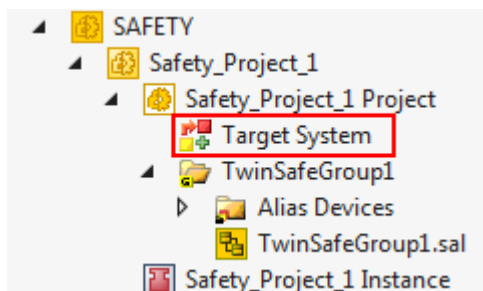 SAFETY
Safety_Project_1
Safety_Project_1 Project
Target System
TwinSafeGroup1
Alias Devices
TwinSafeGroup1.sal
Safety_Project_1 Instance